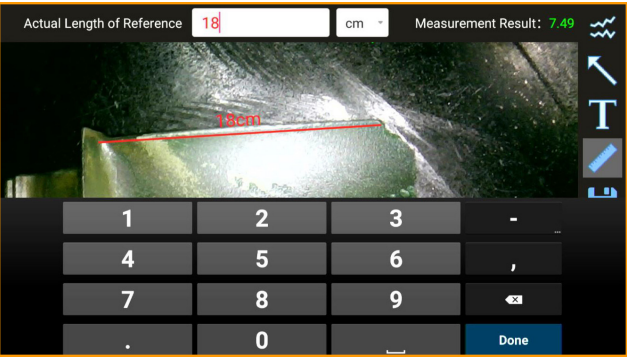 Actual Length of Reference 18 cm Measurement Result: 7.49
T
18cm
1 2 3 -
...
4 5 6 ,
7 8 9
. 0 Done